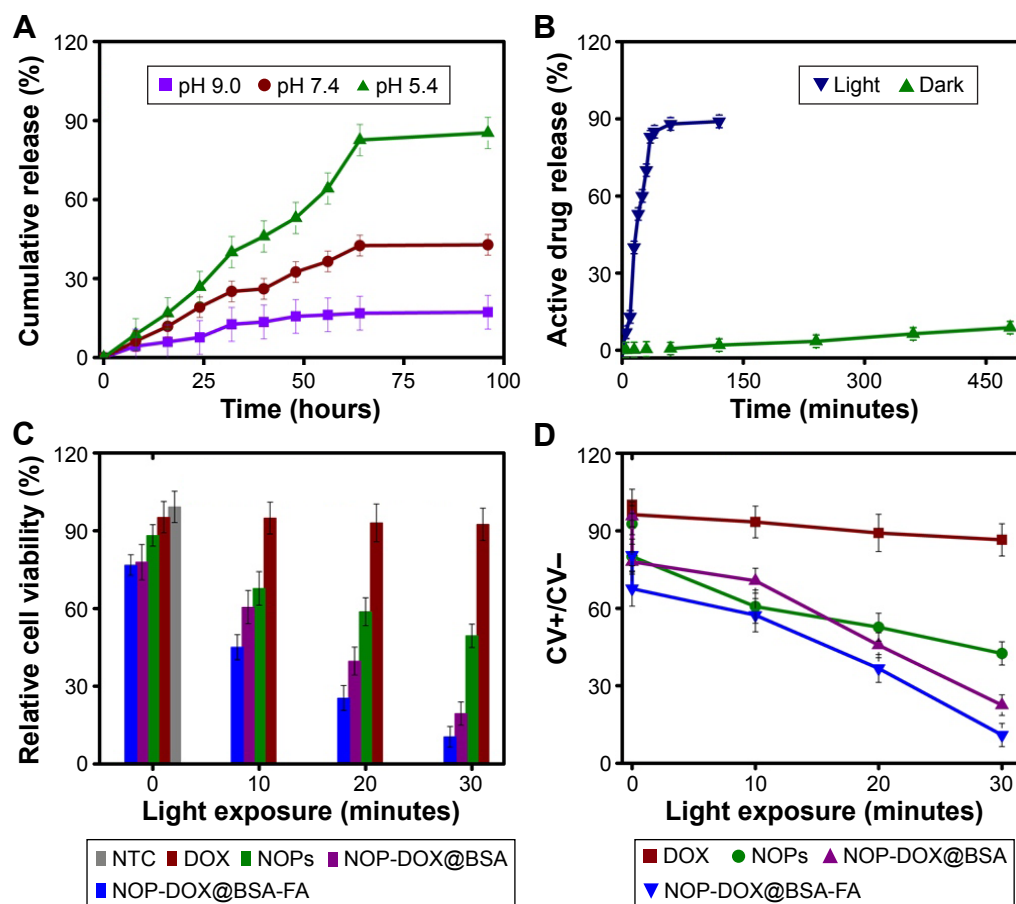 A
Cumulative release (%)
120
90
60
30
0
pH 9.0 pH 7.4 pH 5.4
0 25 50 75 100
Time (hours)
B
Active drug release (%)
120
90
60
30
0
Light Dark
0 150 300 450
Time (minutes)
C
Relative cell viability (%)
120
90
60
30
0
0 10 20 30
Light exposure (minutes)
NTC DOX NOPs NOP-DOX@BSA
NOP-DOX@BSA-FA
D
CV+/CV–
120
90
60
30
0
0 10 20 30
Light exposure (minutes)
DOX NOPs NOP-DOX@BSA
NOP-DOX@BSA-FA